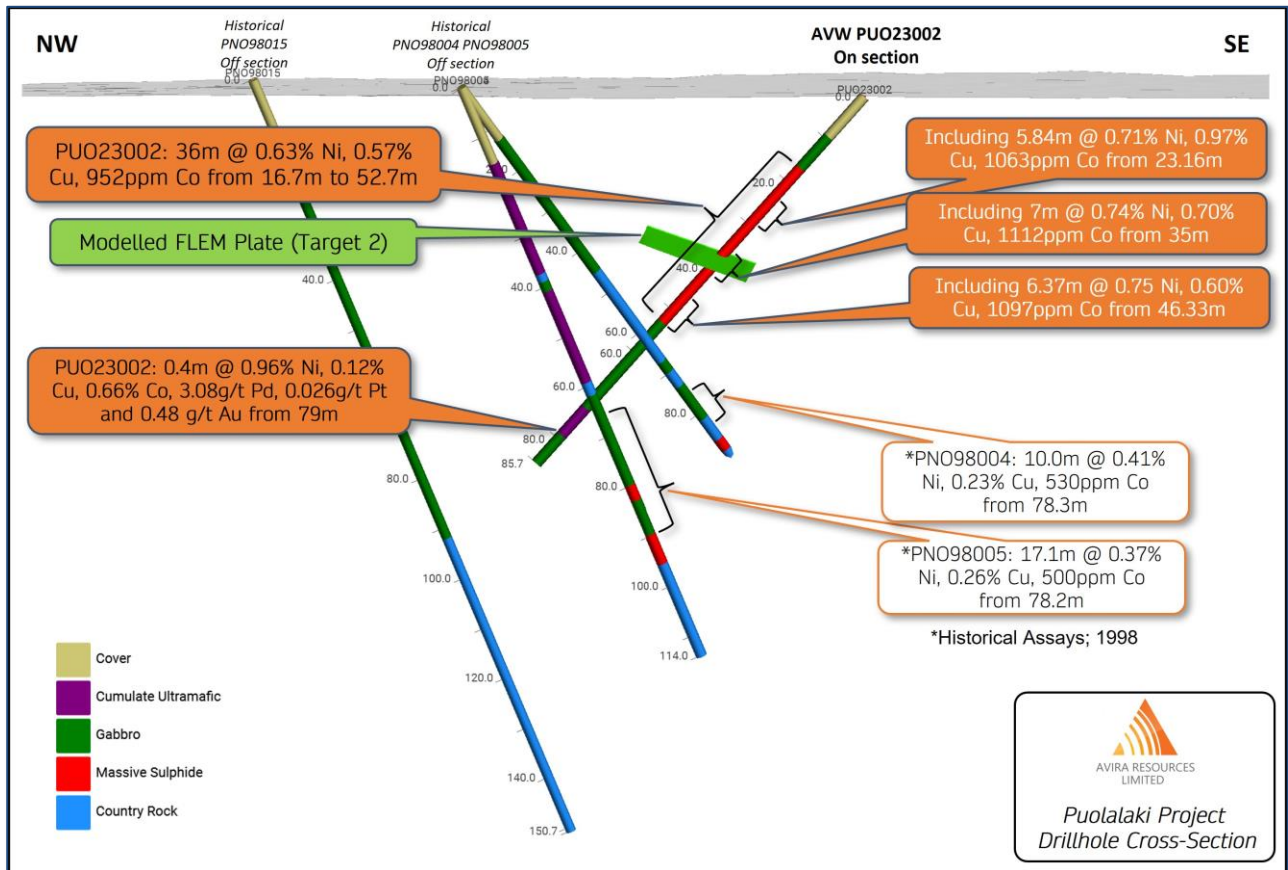 NW
Historical
PNO98015
Off section
Historical
PNO98004 PNO98005
Off section
AVW PUO23002
On section
SE
PNO98015
0.0
0.0
PUO23002
0.0
PUO23002: 36m @ 0.63% Ni, 0.57%
Cu, 952ppm Co from 16.7m to 52.7m
Modelled FLEM Plate (Target 2)
PUO23002: 0.4m @ 0.96% Ni, 0.12%
Cu, 0.66% Co, 3.08g/t Pd, 0.026g/t Pt
and 0.48 g/t Au from 79m
Including 5.84m @ 0.71% Ni, 0.97%
Cu, 1063ppm Co from 23.16m
Including 7m @ 0.74% Ni, 0.70%
Cu, 1112ppm Co from 35m
Including 6.37m @ 0.75 Ni, 0.60%
Cu, 1097ppm Co from 46.33m
*PNO98004: 10.0m @ 0.41%
Ni, 0.23% Cu, 530ppm Co
from 78.3m
*PNO98005: 17.1m @ 0.37%
Ni, 0.26% Cu, 500ppm Co
from 78.2m
*Historical Assays; 1998
40.0
80.0
100.0
120.0
140.0
150.7
40.0
60.0
80.0
100.0
114.0
40.0
60.0
80.0
20.0
40.0
60.0
80.0
85.7
Cover
Cumulate Ultramafic
Gabbro
Massive Sulphide
Country Rock
AVIRA RESOURCES
LIMITED
Puolalaki Project
Drillhole Cross-Section